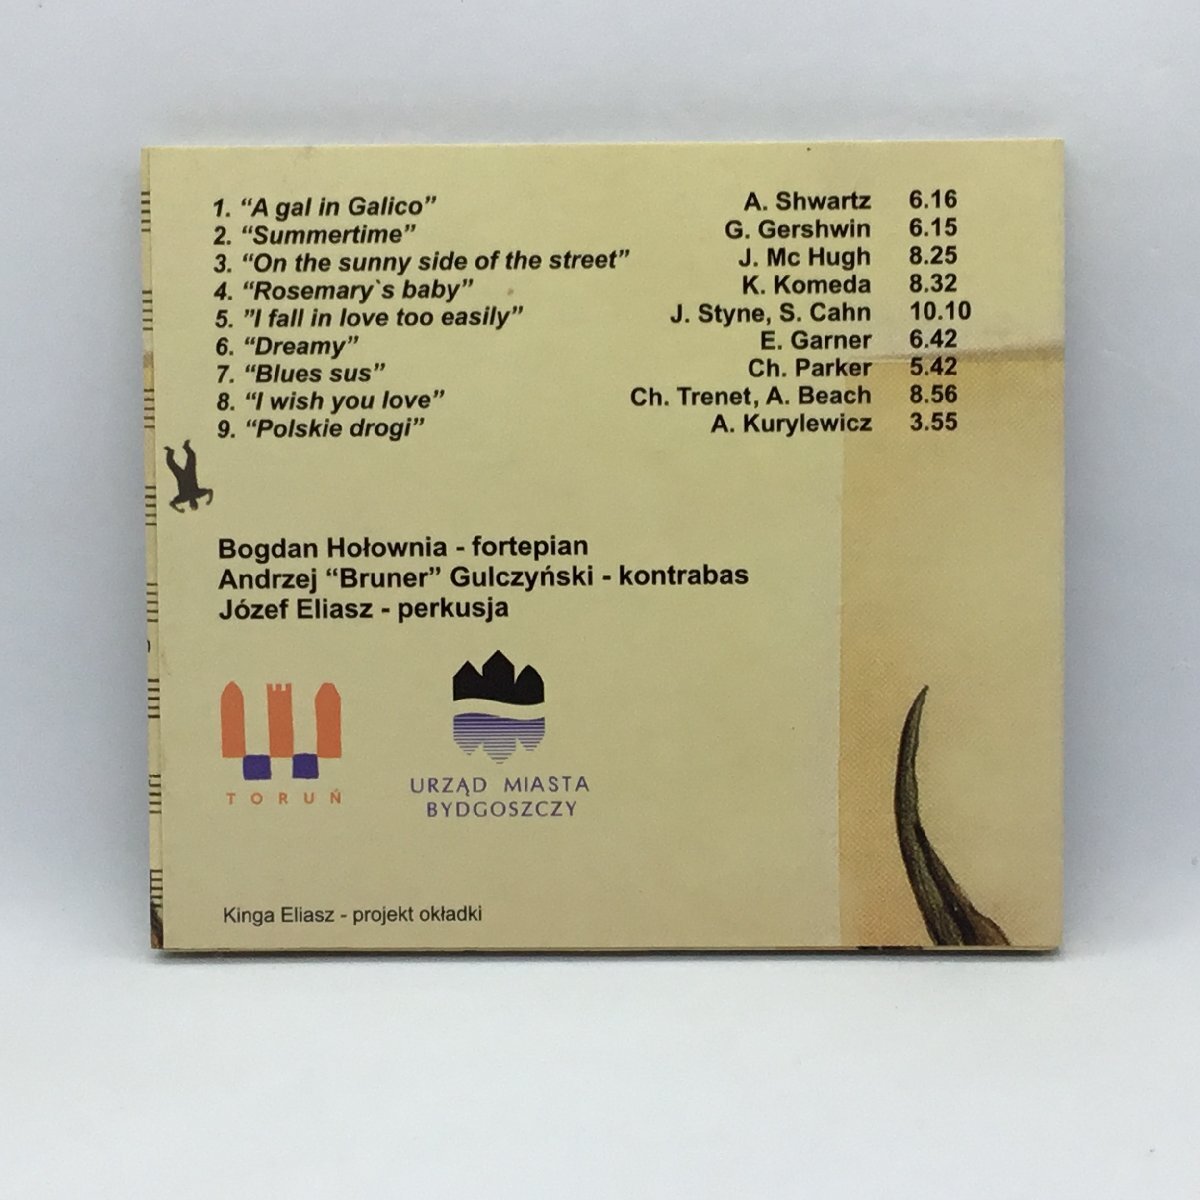 1. “A gal in Galico” A. Shwartz 6.16
2. “Summertime” G. Gershwin 6.15
3. “On the sunny side of the street” J. Mc Hugh 8.25
4. “Rosemary`s baby” K. Komeda 8.32
5. ”I fall in love too easily” J. Styne, S. Cahn 10.10
6. “Dreamy” E. Garner 6.42
7. “Blues sus” Ch. Parker 5.42
8. “I wish you love” Ch. Trenet, A. Beach 8.56
9. “Polskie drogi” A. Kurylewicz 3.55
Bogdan Hołownia - fortepian
Andrzej “Bruner” Gulczyński - kontrabas
Józef Eliasz - perkusja
TORUŃ
URZĄD MIASTA
BYDGOSZCZY
Kinga Eliasz - projekt okładki